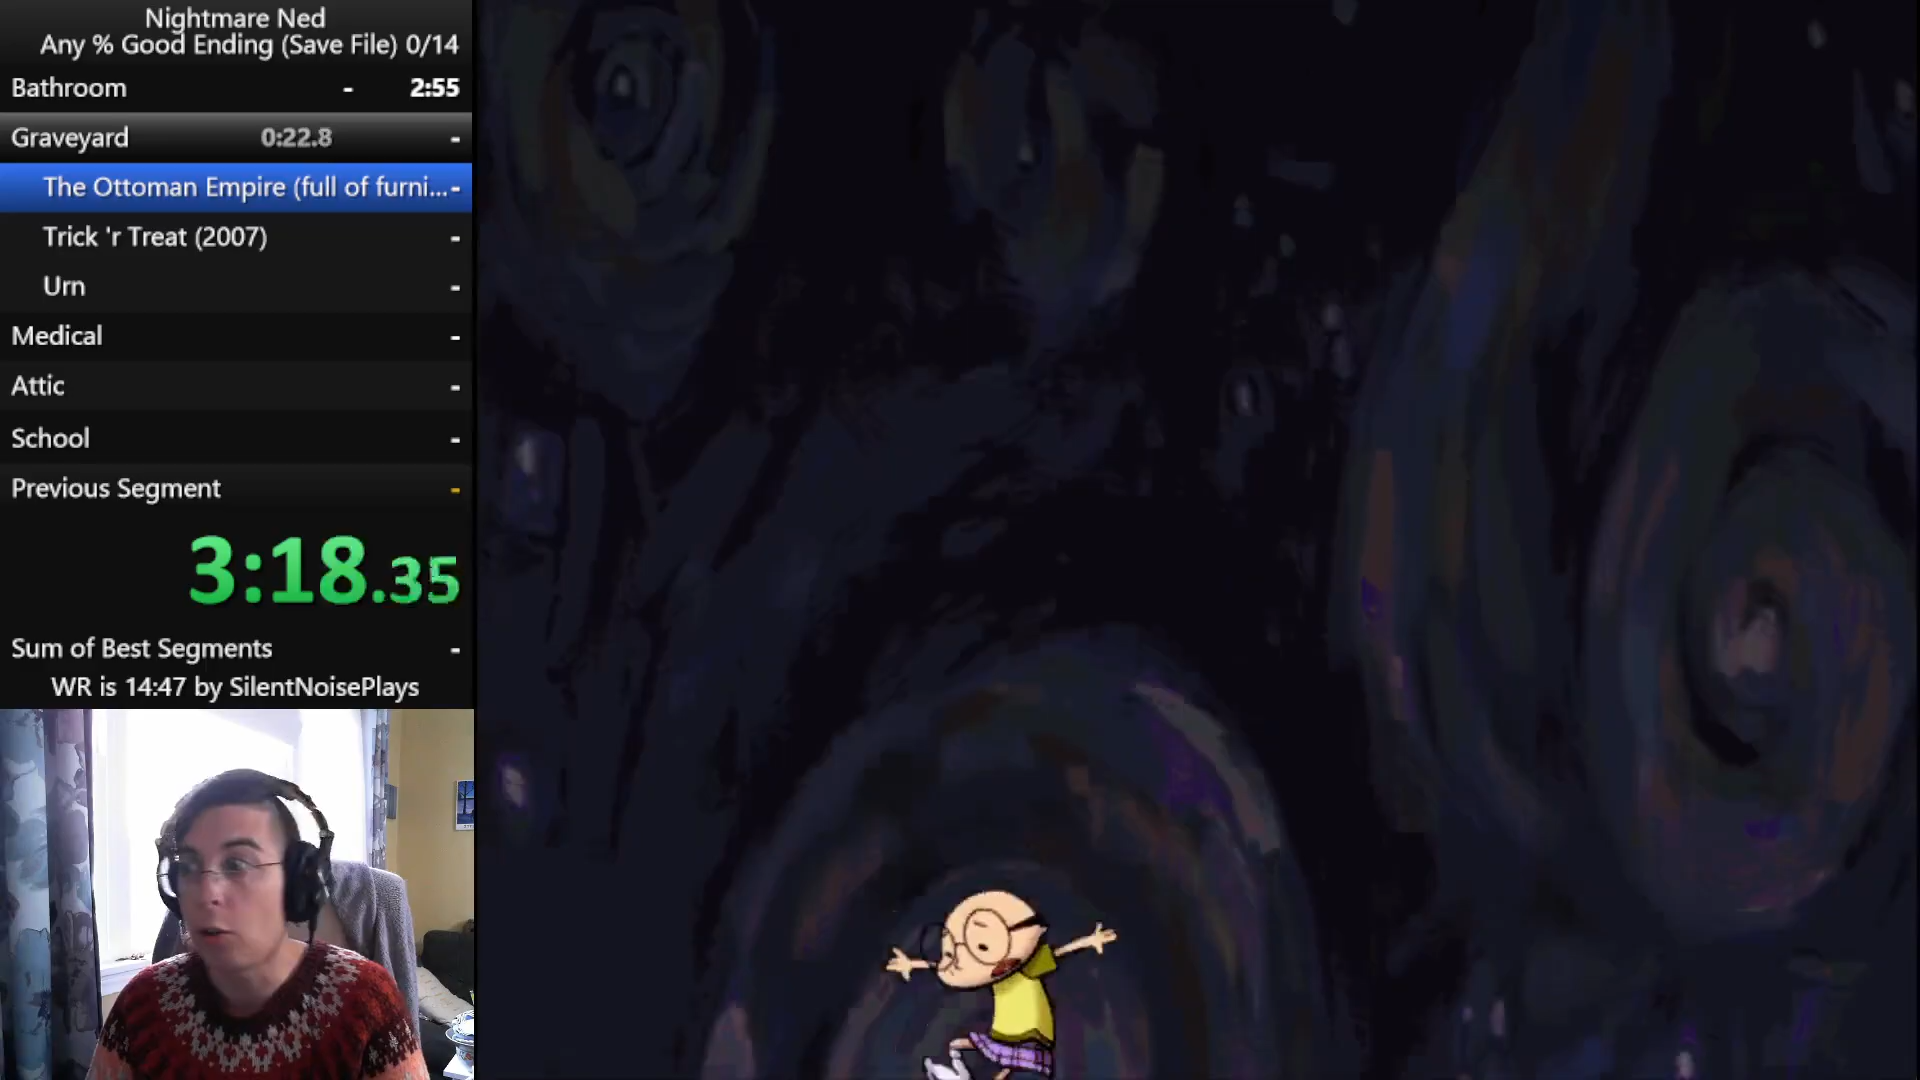 Nightmare Ned
Any % Good Ending (Save File) 0/14
Bathroom - 2:55
Graveyard 0:22.8 -
The Ottoman Empire (full of furni... -
Trick 'r Treat (2007) -
Urn -
Medical -
Attic -
School -
Previous Segment -
3:18.35
Sum of Best Segments -
WR is 14:47 by SilentNoisePlays